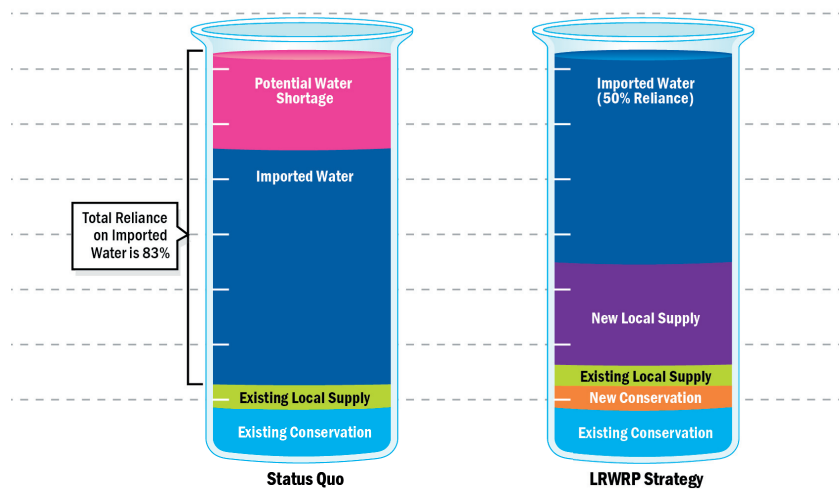 Potential Water
Shortage
Imported Water
Total Reliance
on Imported
Water is 83%
Existing Local Supply
Existing Conservation
Status Quo
Imported Water
(50% Reliance)
New Local Supply
Existing Local Supply
New Conservation
Existing Conservation
LRWRP Strategy